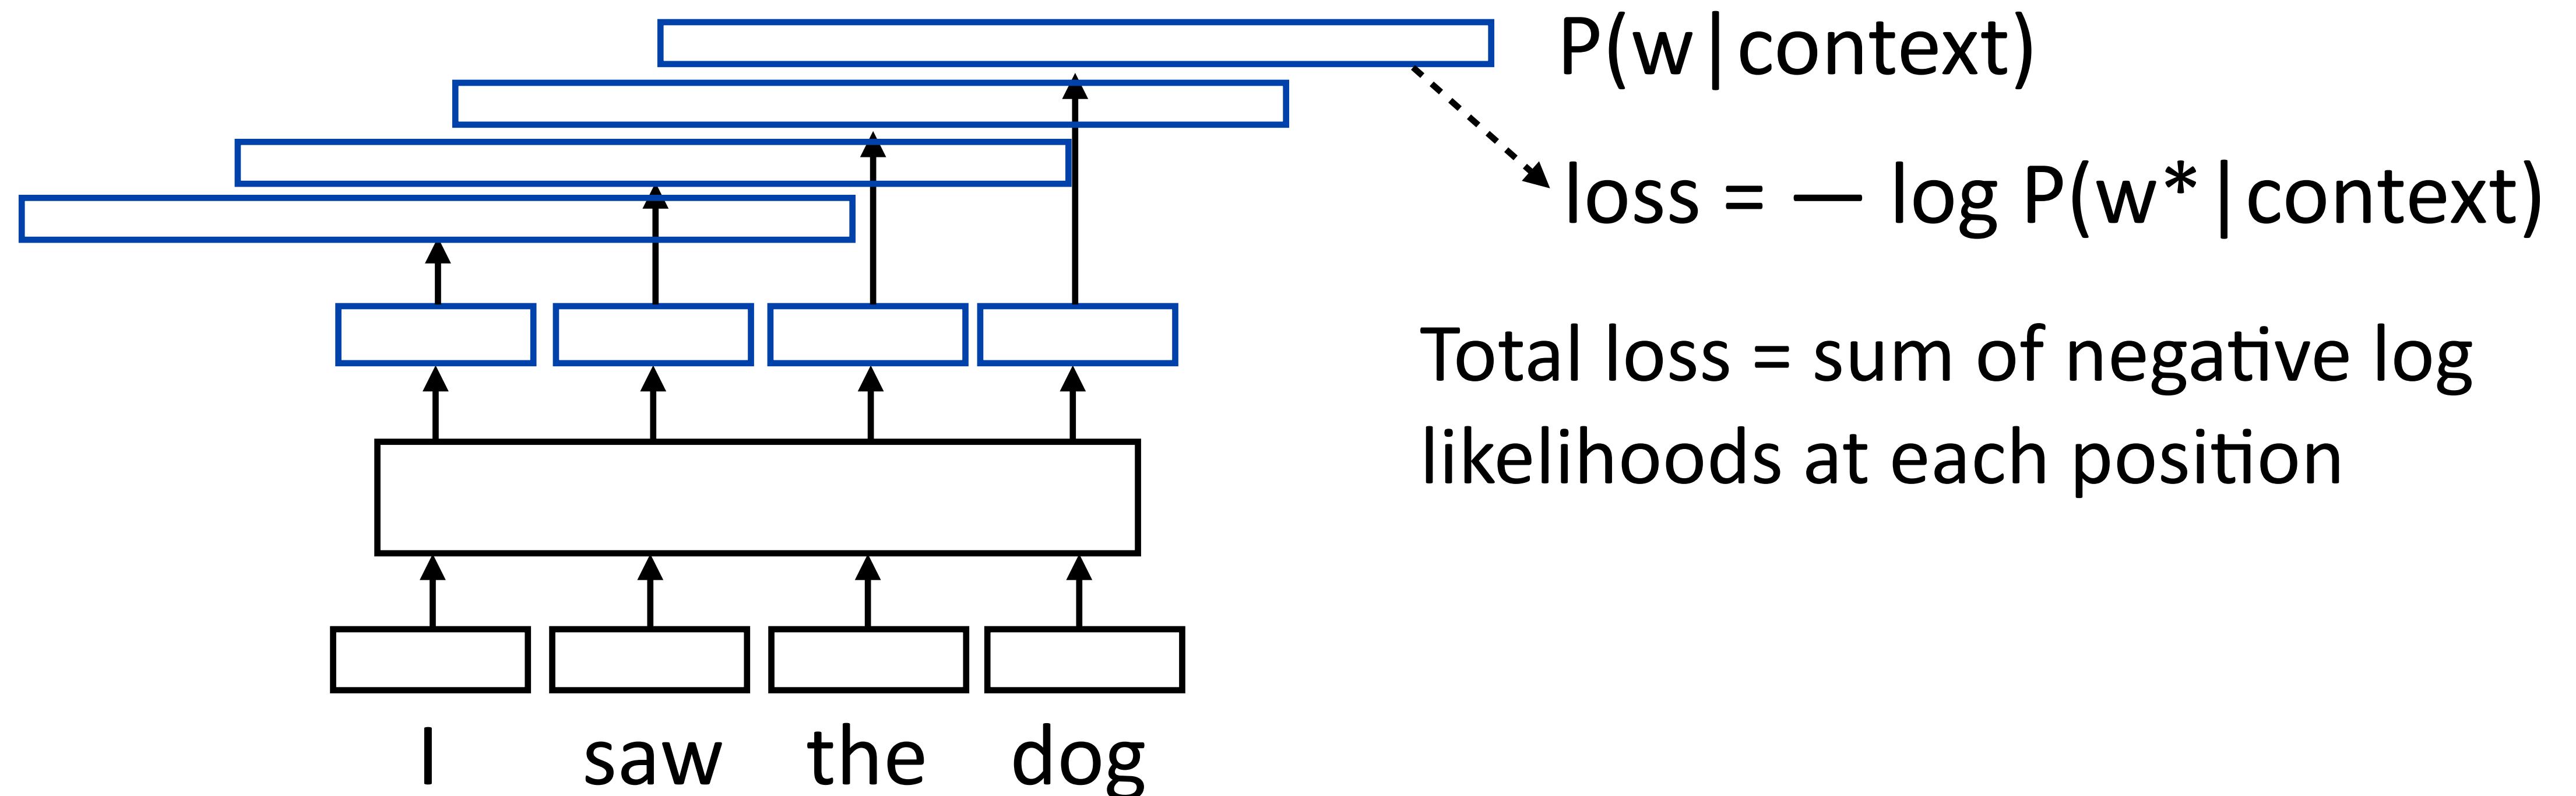 P(w|context)
loss = — log P(w*|context)
Total loss = sum of negative log
likelihoods at each position
I saw the dog